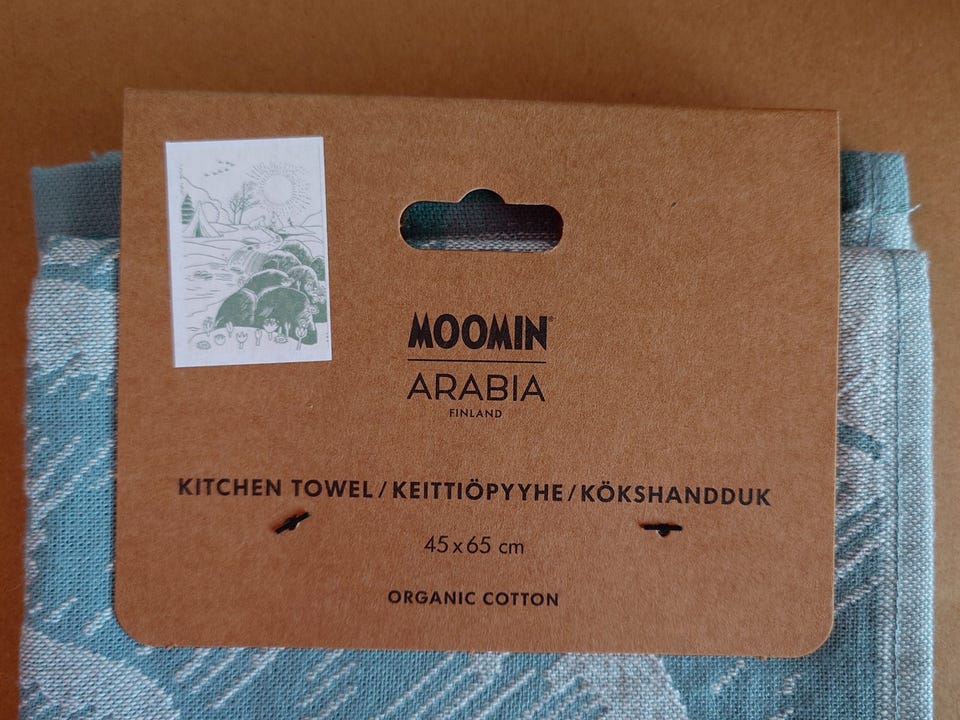 MOOMIN®
ARABIA
FINLAND
KITCHEN TOWEL/KEITTIÖPYYHE/KÖKSHANDDUK
45 x 65 cm
ORGANIC COTTON